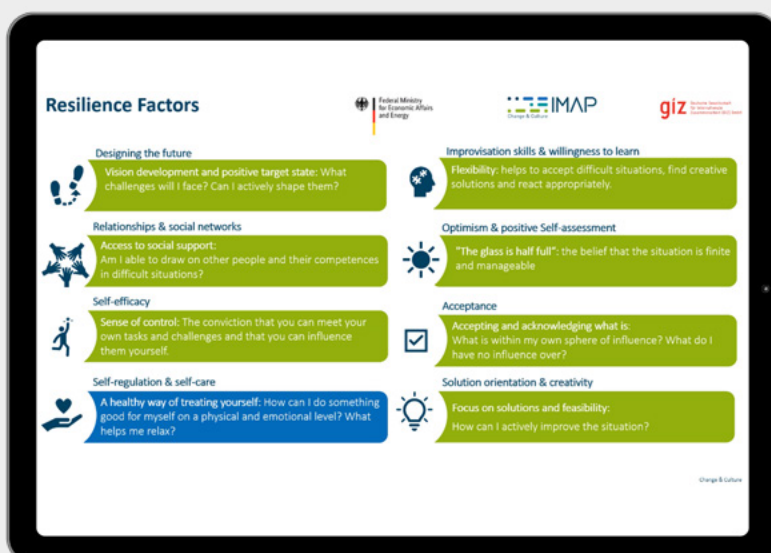 Resilience Factors
Federal Ministry
for Economic Affairs
and Energy
IMAP
Change & Culture
giz
Deutsche Gesellschaft
für Internationale
Zusammenarbeit (GIZ) GmbH
Designing the future
Vision development and positive target state: What
challenges will I face? Can I actively shape them?
Relationships & social networks
Access to social support:
Am I able to draw on other people and their competences
in difficult situations?
Self-efficacy
Sense of control: The conviction that you can meet your
own tasks and challenges and that you can influence
them yourself.
Self-regulation & self-care
A healthy way of treating yourself: How can I do something
good for myself on a physical and emotional level? What
helps me relax?
Improvisation skills & willingness to learn
Flexibility: helps to accept difficult situations, find creative
solutions and react appropriately.
Optimism & positive Self-assessment
"The glass is half full": the belief that the situation is finite
and manageable
Acceptance
Accepting and acknowledging what is:
What is within my own sphere of influence? What do I
have no influence over?
Solution orientation & creativity
Focus on solutions and feasibility:
How can I actively improve the situation?
Change & Culture